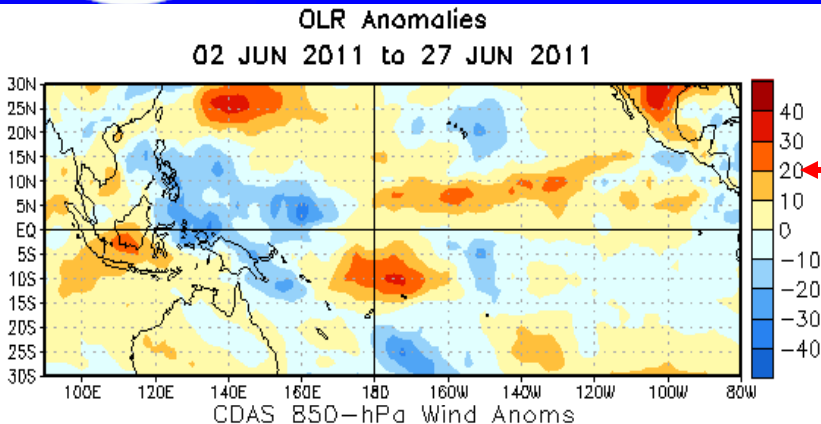 OLR Anomalies
02 JUN 2011 to 27 JUN 2011
30N
25N
20N
15N
10N
5N
EQ
5S
10S
15S
20S
25S
30S
100E 120E 140E 160E 180 160W 140W 120W 100W 80W
40
30
20
10
0
-10
-20
-30
-40
CDAS 850-hPa Wind Anoms